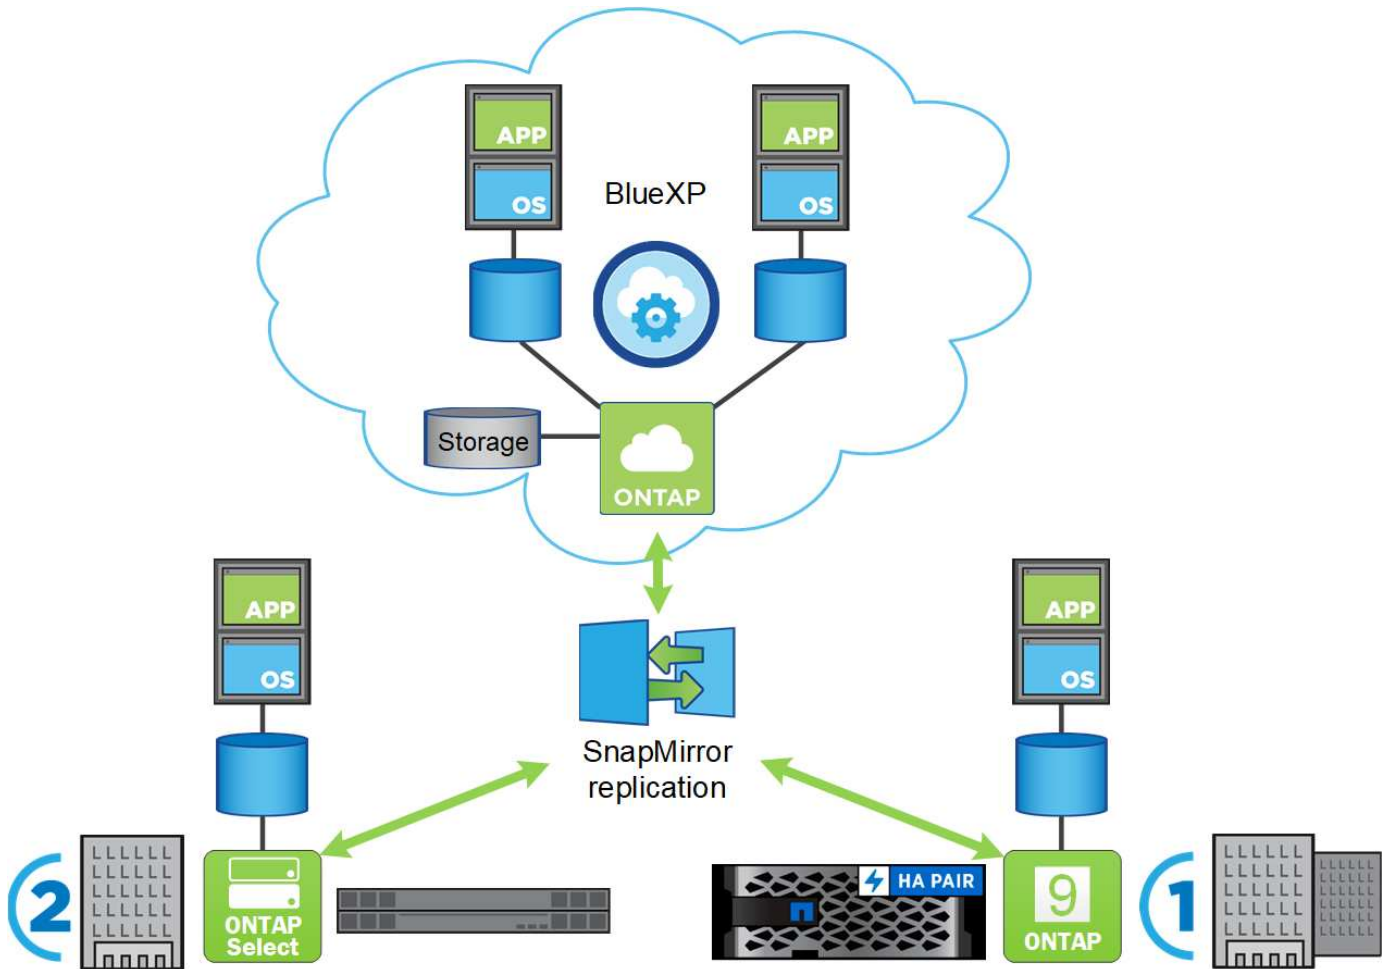 APP
APP
OS
OS
BlueXP
Storage
ONTAP
APP
OS
APP
OS
SnapMirror
replication
2
ONTAP
Select
HA PAIR
9
ONTAP
1